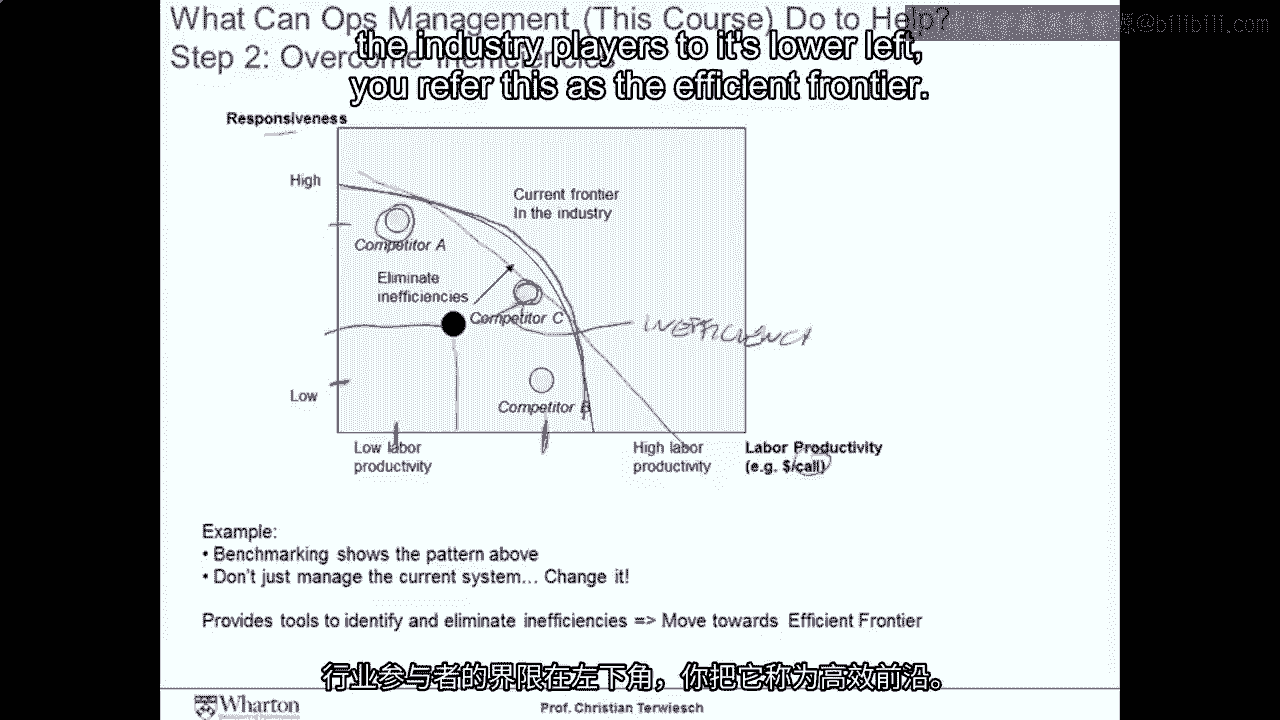 What Can Ops Management (This Course) Do to Help?
Step 2: Overcome Inefficiencies
@bilibili.com
the industry players to it's lower left,
you refer this as the efficient frontier.
Responsiveness
High
Current frontier
In the industry
Competitor A
Eliminate
inefficiencies
Competitor C
INEFFICIENCY
Low
Competitor B
Low labor
productivity
High labor
productivity
Labor Productivity
(e.g. $/call)
Example:
• Benchmarking shows the pattern above
• Don't just manage the current system... Change it!
Provides tools to identify and eliminate inefficiencies => Move towards Efficient Frontier
行业参与者的界限在左下角，你把它称为高效前沿。
Wharton
Prof. Christian Terwiesch